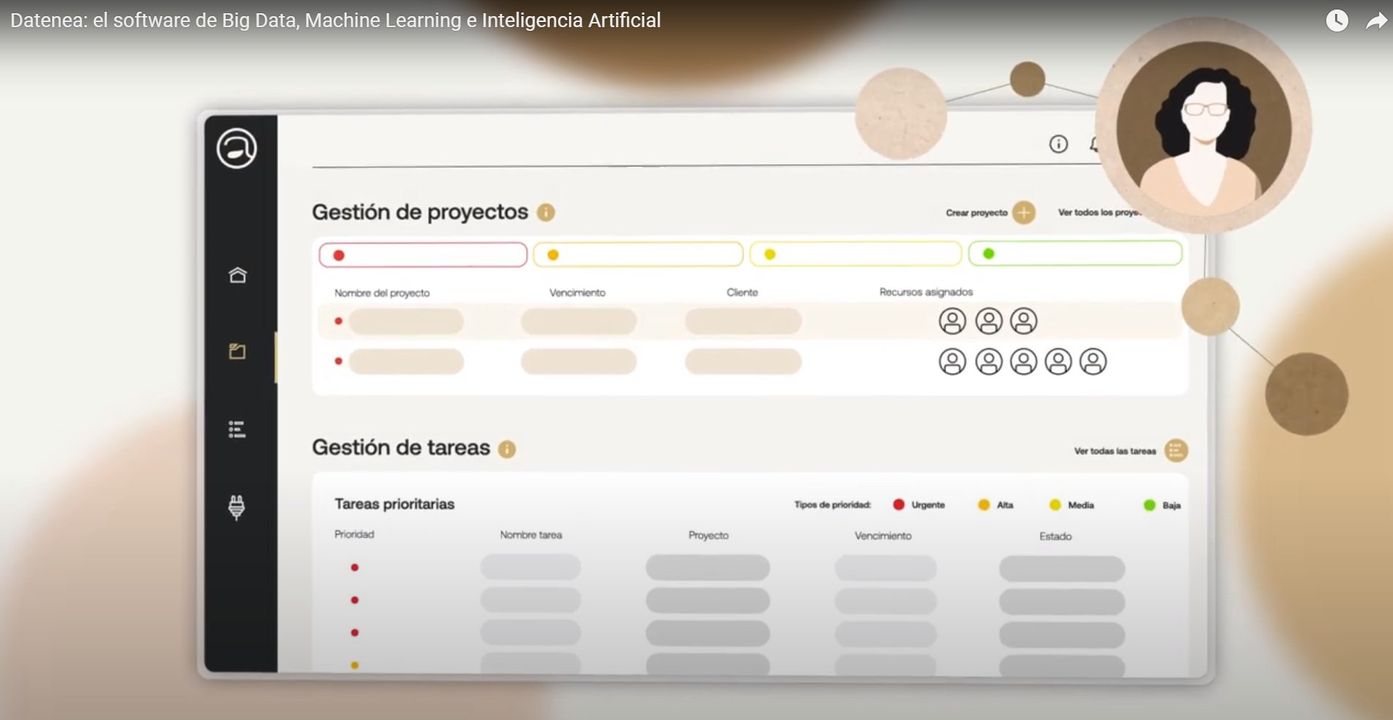 Datenea: el software de Big Data, Machine Learning e Inteligencia Artificial
Gestión de proyectos
Crear proyecto
Ver todos los
Nombre del proyecto Vencimiento Cliente Recursos asignados
Gestión de tareas
Ver todas las tareas
Tareas prioritarias
Tipos de prioridad: Urgente Alta Media Baja
Prioridad Nombre tarea Proyecto Vencimiento Estado